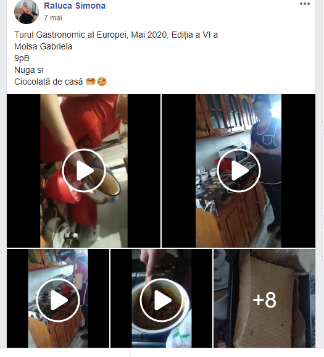 Raluca Simona
7 mai
Turul Gastronomic al Europei, Mai 2020, Ediția a VI a
Moisa Gabriela
9pB
Nuga si
Ciocolată de casă
+8